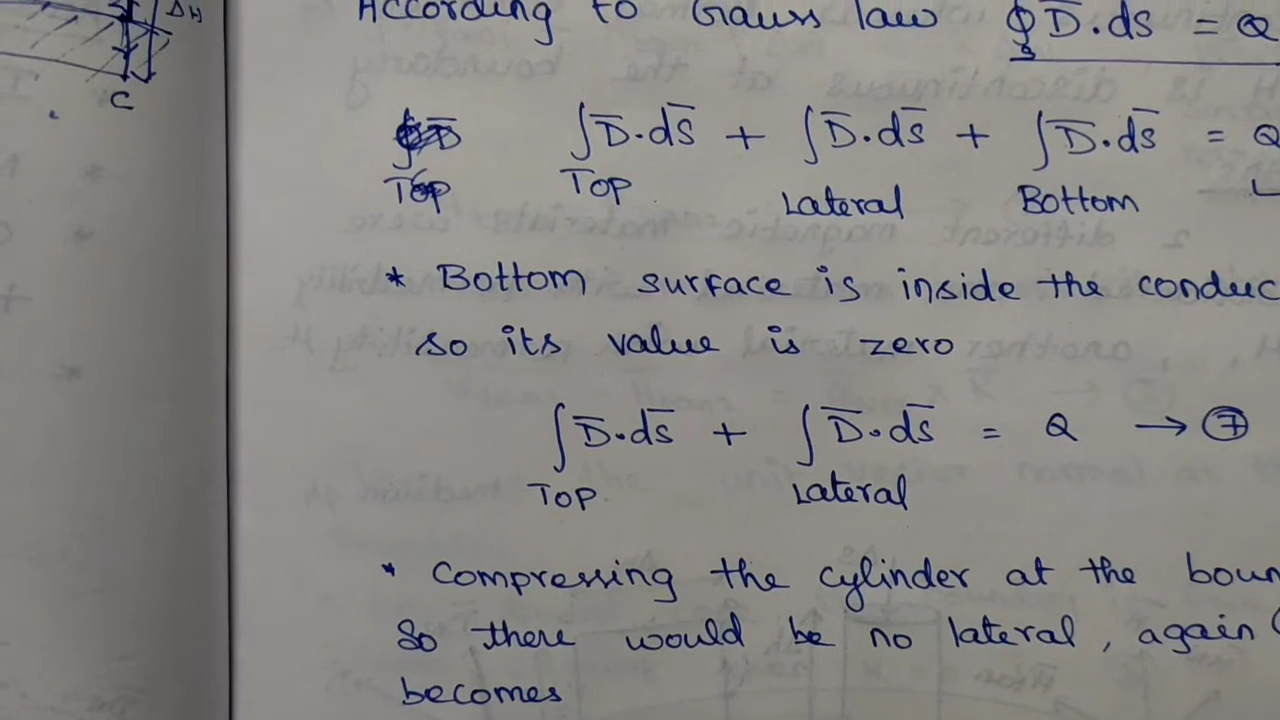 ΔH
C
According to Gauss law ∮s D̅.ds = Q
∫D̅.ds̅ + ∫D̅.ds̅ + ∫D̅.ds̅ = Q
Top Top Lateral Bottom
* Bottom surface is inside the conduc
so its value is zero
∫D̅.ds̅ + ∫D̅.ds̅ = Q → ⑦
Top Lateral
* Compressing the cylinder at the boun
so there would be no lateral, again
becomes